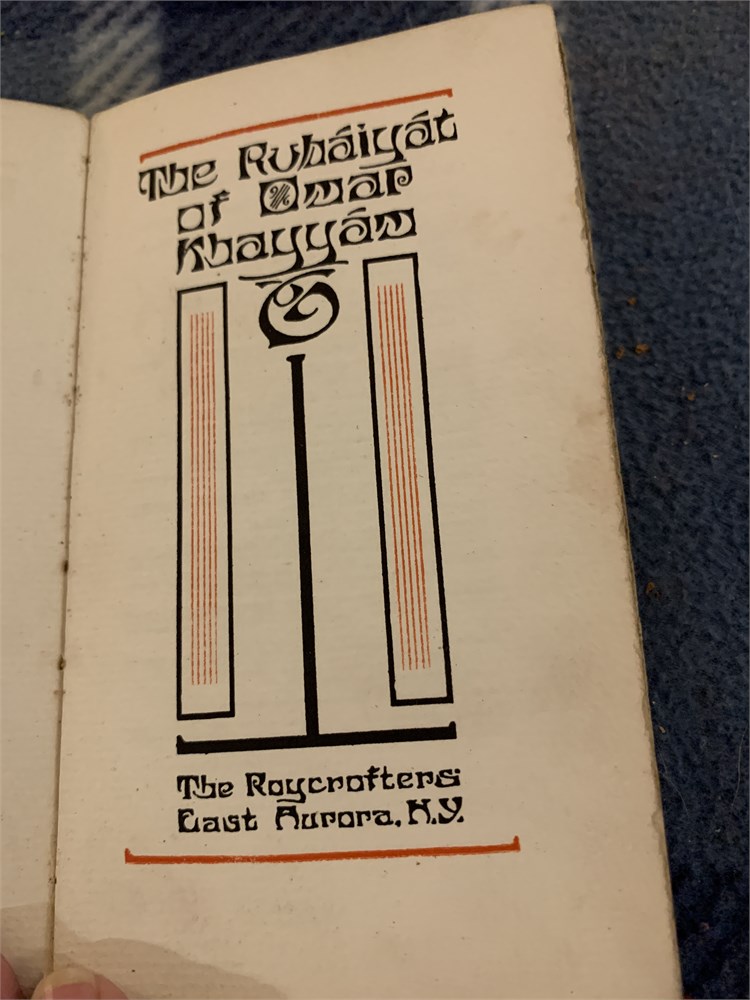 The Rubáiyát
of Omar
Khayyám
The Roycrofters
East Aurora, N.Y.